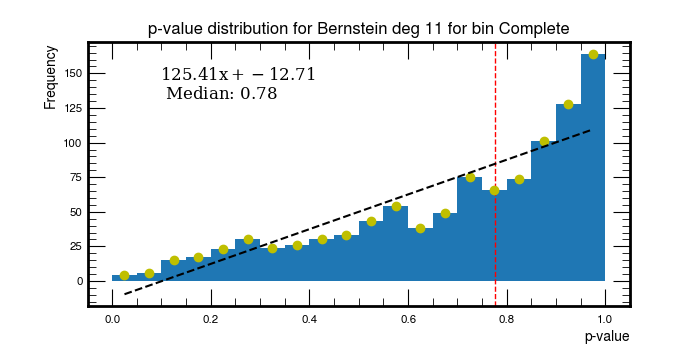 p-value distribution for Bernstein deg 11 for bin Complete
Frequency
125.41x + −12.71
Median: 0.78
150
125
100
75
50
25
0
0.0 0.2 0.4 0.6 0.8 1.0
p-value